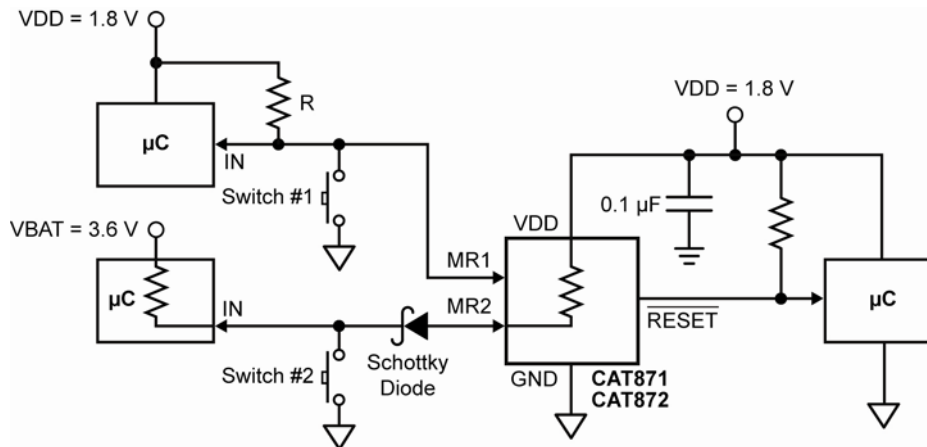 VDD = 1.8 V
R
µC
IN
Switch #1
VBAT = 3.6 V
µC
IN
Switch #2
Schottky
Diode
MR1
MR2
VDD
GND
CAT871
CAT872
RESET
VDD = 1.8 V
0.1 µF
µC